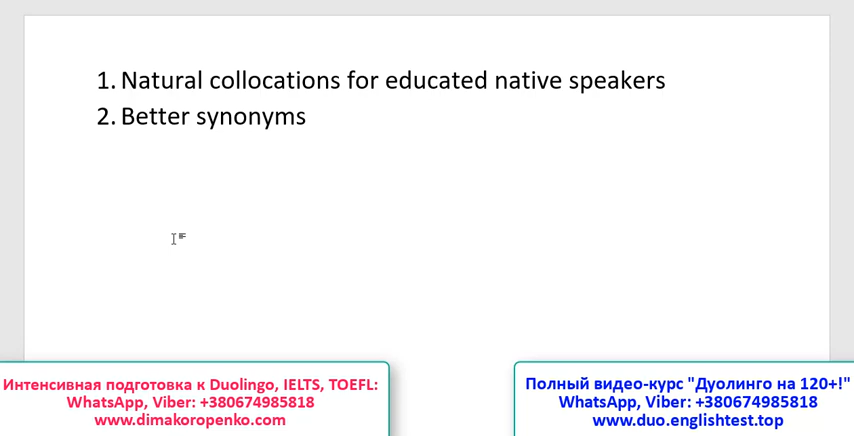 1. Natural collocations for educated native speakers
2. Better synonyms
Интенсивная подготовка к Duolingo, IELTS, TOEFL:
WhatsApp, Viber: +380674985818
www.dimakoropenko.com
Полный видео-курс "Дуолинго на 120+!"
WhatsApp, Viber: +380674985818
www.duo.englishtest.top